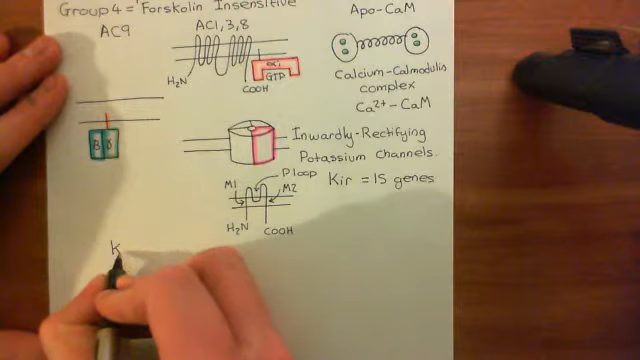 Group 4 = 'Forskolin Insensitive'
AC9
AC1,3,8
Apo-CaM
H₂N
COOH
αi
GTP
Calcium-Calmodulin
complex
Ca²⁺-CaM
β γ
Inwardly-Rectifying
Potassium Channels.
M1
P loop
M2
Kir = 15 genes
H₂N
COOH
K